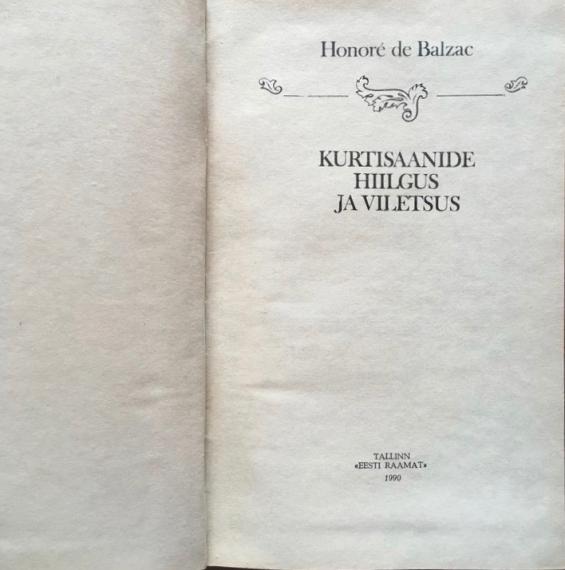 Honoré de Balzac
KURTISAANIDE
HIILGUS
JA VILETSUS
TALLINN
«EESTI RAAMAT»
1990